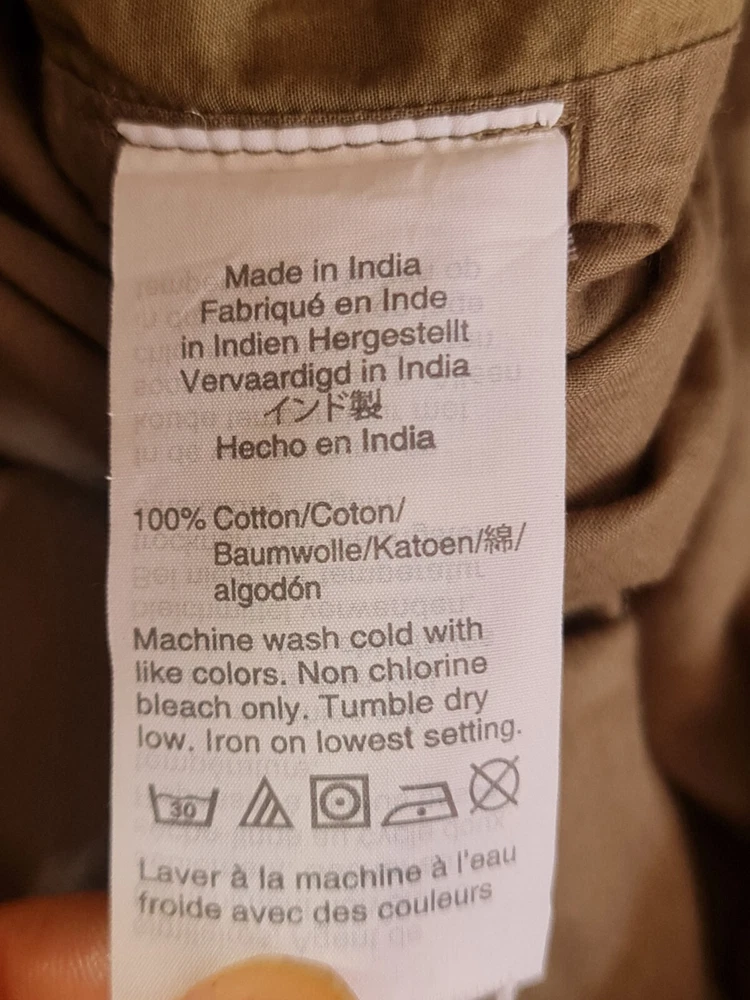 Made in India
Fabriqué en Inde
in Indien Hergestellt
Vervaardigd in India
インド製
Hecho en India
100% Cotton/Coton/
Baumwolle/Katoen/綿/
algodón
Machine wash cold with
like colors. Non chlorine
bleach only. Tumble dry
low. Iron on lowest setting.
30
Laver à la machine à l'eau
froide avec des couleurs